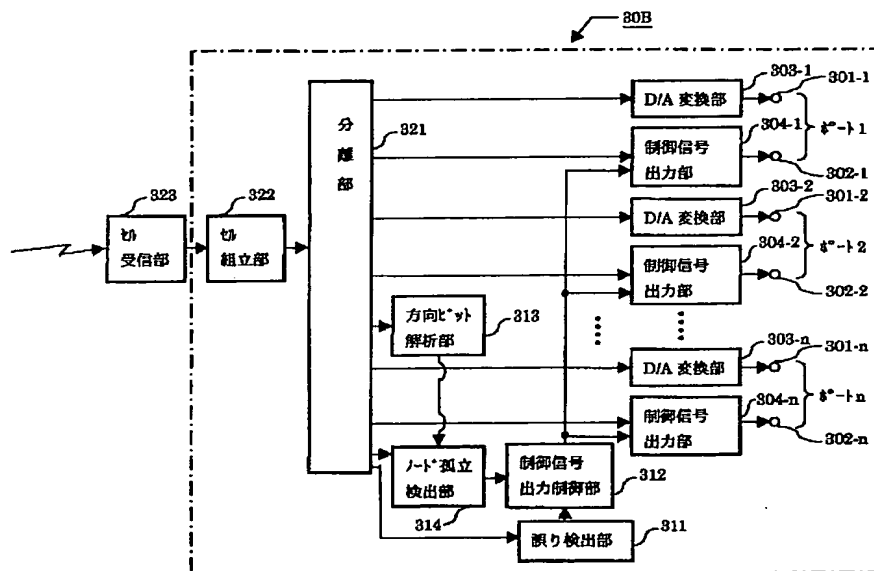 30B
323
セル
受信部
322
セル
組立部
分離部
321
303-1
301-1
D/A 変換部
304-1
ポート1
制御信号
出力部
302-1
303-2
301-2
D/A 変換部
304-2
ポート2
制御信号
出力部
302-2
方向ビット
解析部
313
303-n
301-n
D/A 変換部
304-n
ポートn
制御信号
出力部
302-n
ノード孤立
検出部
314
制御信号
出力制御部
312
誤り検出部
311